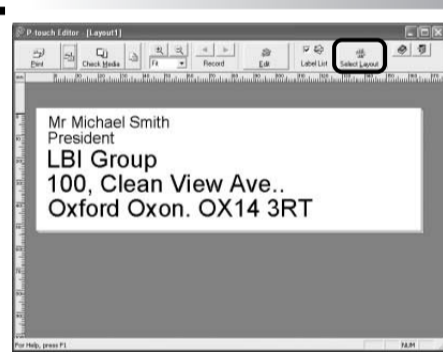 P-touch Editor - [Layout1]
Print Check Media Fit Record Edit Label List Select Layout
Mr Michael Smith
President
LBI Group
100, Clean View Ave..
Oxford Oxon. OX14 3RT
For Help, press F1 NUM